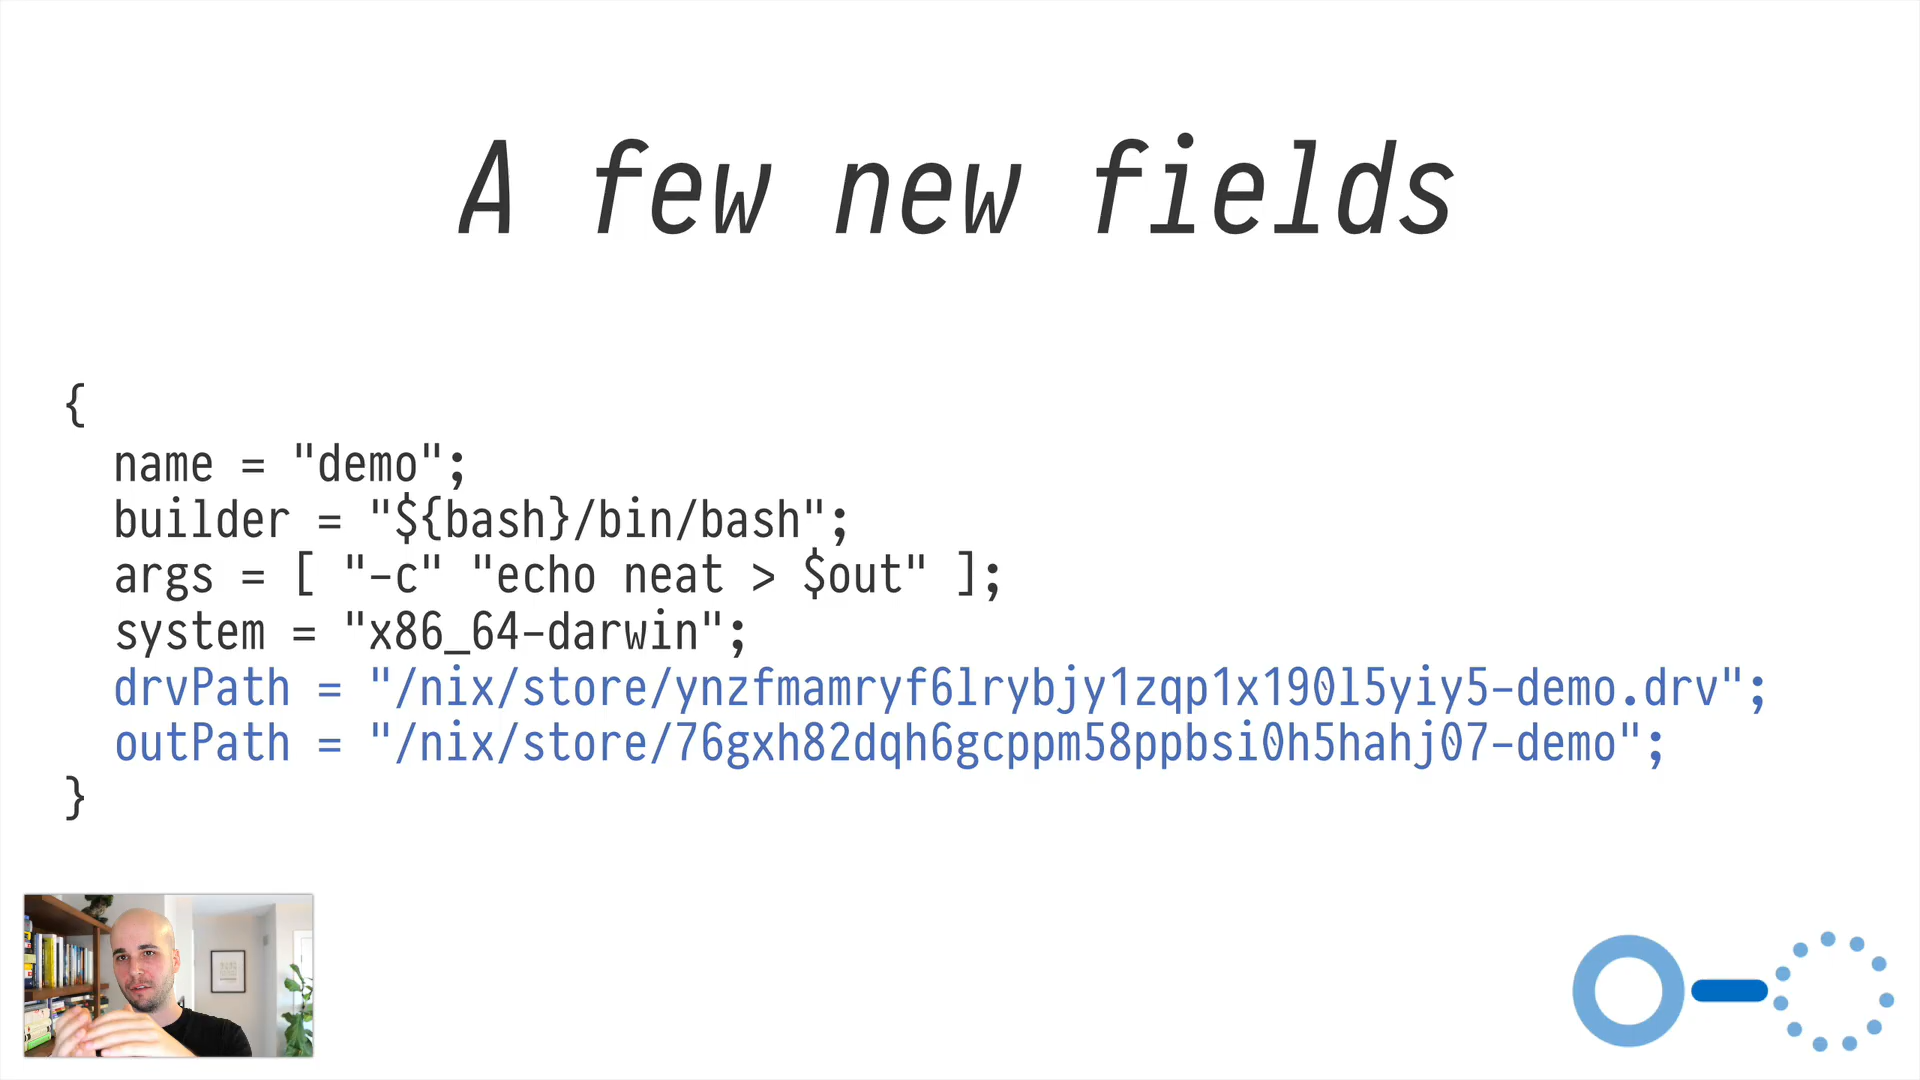 A few new fields
{
name = "demo";
builder = "${bash}/bin/bash";
args = [ "-c" "echo neat > $out" ];
system = "x86_64-darwin";
drvPath = "/nix/store/ynzfmamryf6lrybjy1zqp1x190l5yiy5-demo.drv";
outPath = "/nix/store/76gxh82dqh6gcppm58ppbsi0h5hahj07-demo";
}